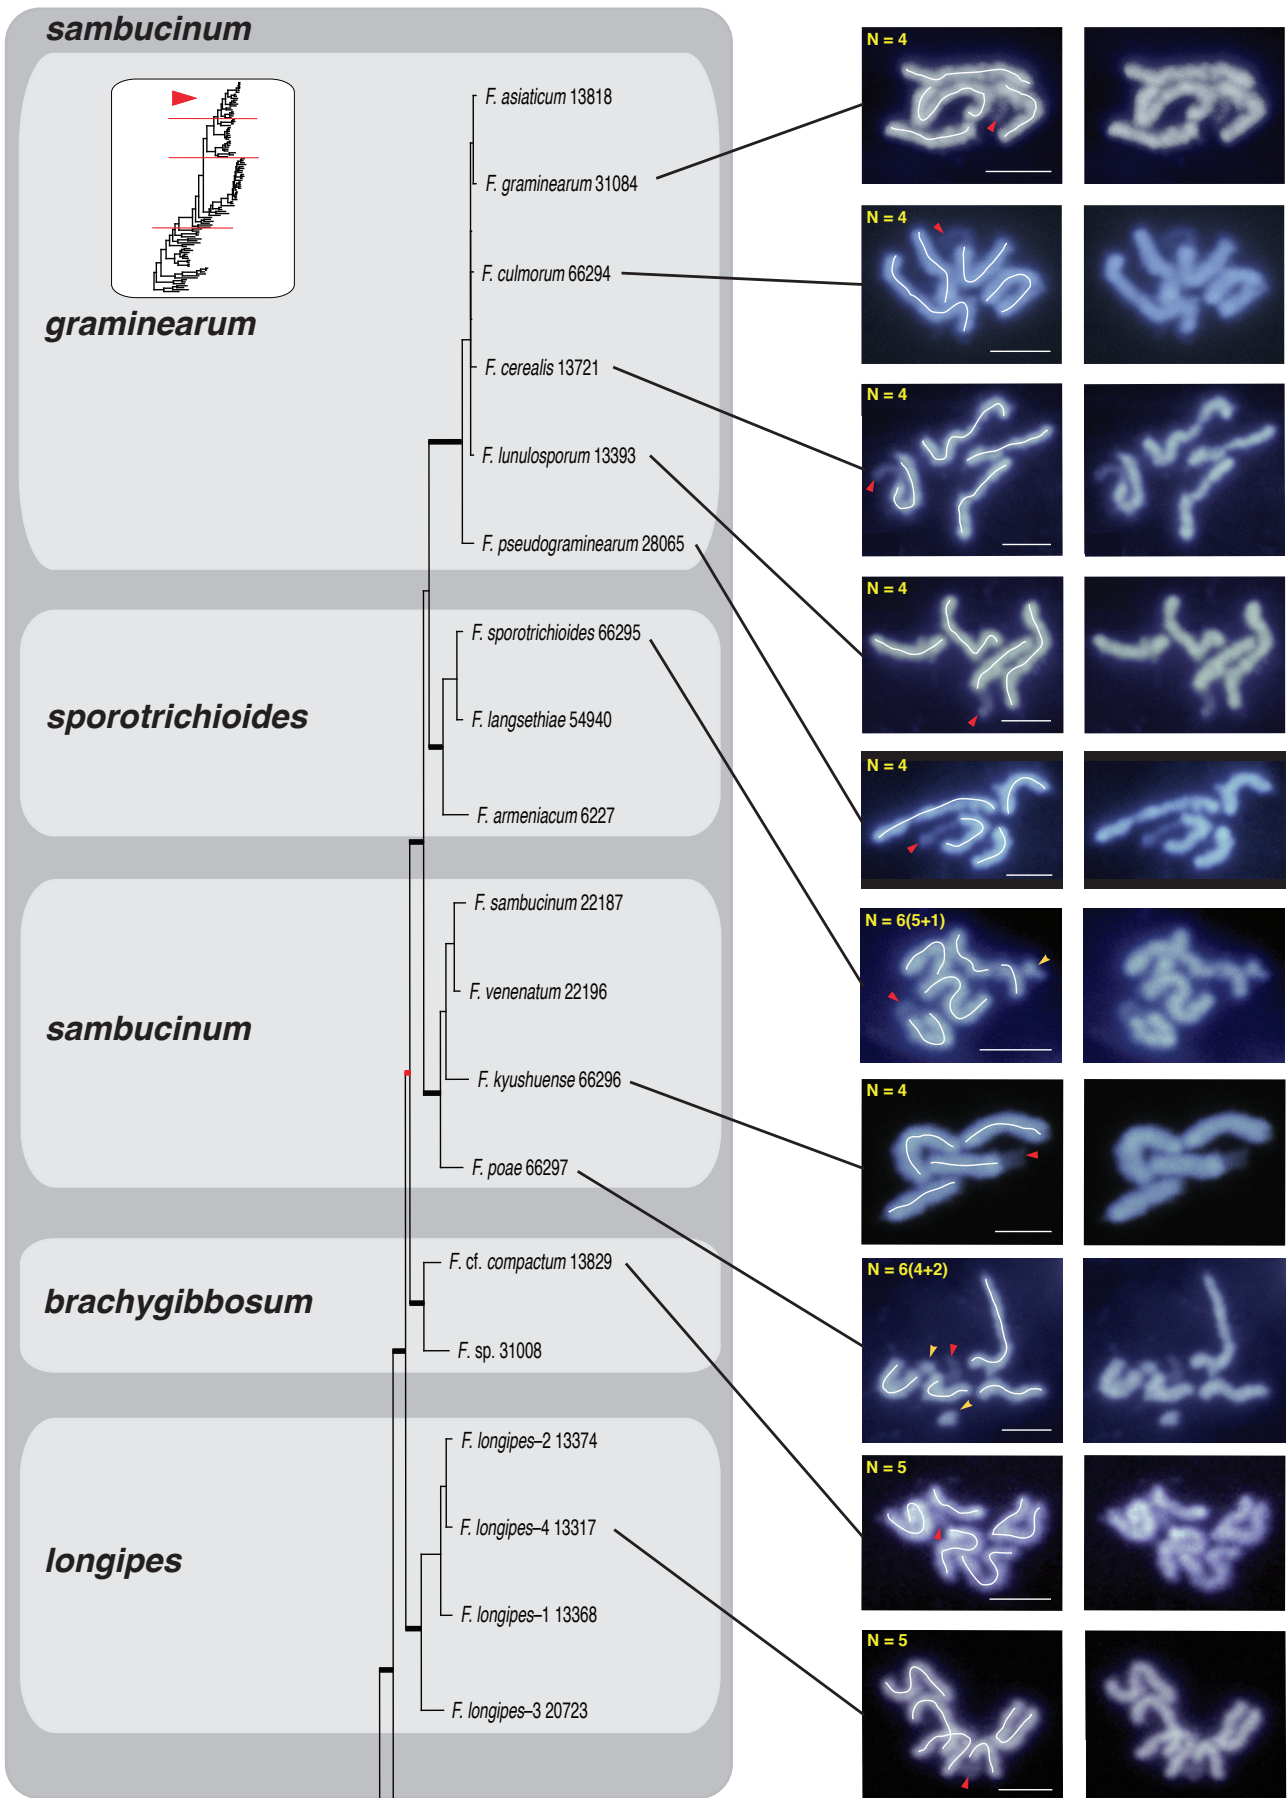 sambucinum
graminearum
F. asiaticum 13818
F. graminearum 31084
F. culmorum 66294
F. cerealis 13721
F. lunulosporum 13393
F. pseudograminearum 28065
sporotrichioides
F. sporotrichioides 66295
F. langsethiae 54940
F. armeniacum 6227
sambucinum
F. sambucinum 22187
F. venenatum 22196
F. kyushuense 66296
F. poae 66297
brachygibbosum
F. cf. compactum 13829
F. sp. 31008
longipes
F. longipes–2 13374
F. longipes–4 13317
F. longipes–1 13368
F. longipes–3 20723
N = 4
N = 4
N = 4
N = 4
N = 4
N = 6(5+1)
N = 4
N = 6(4+2)
N = 5
N = 5